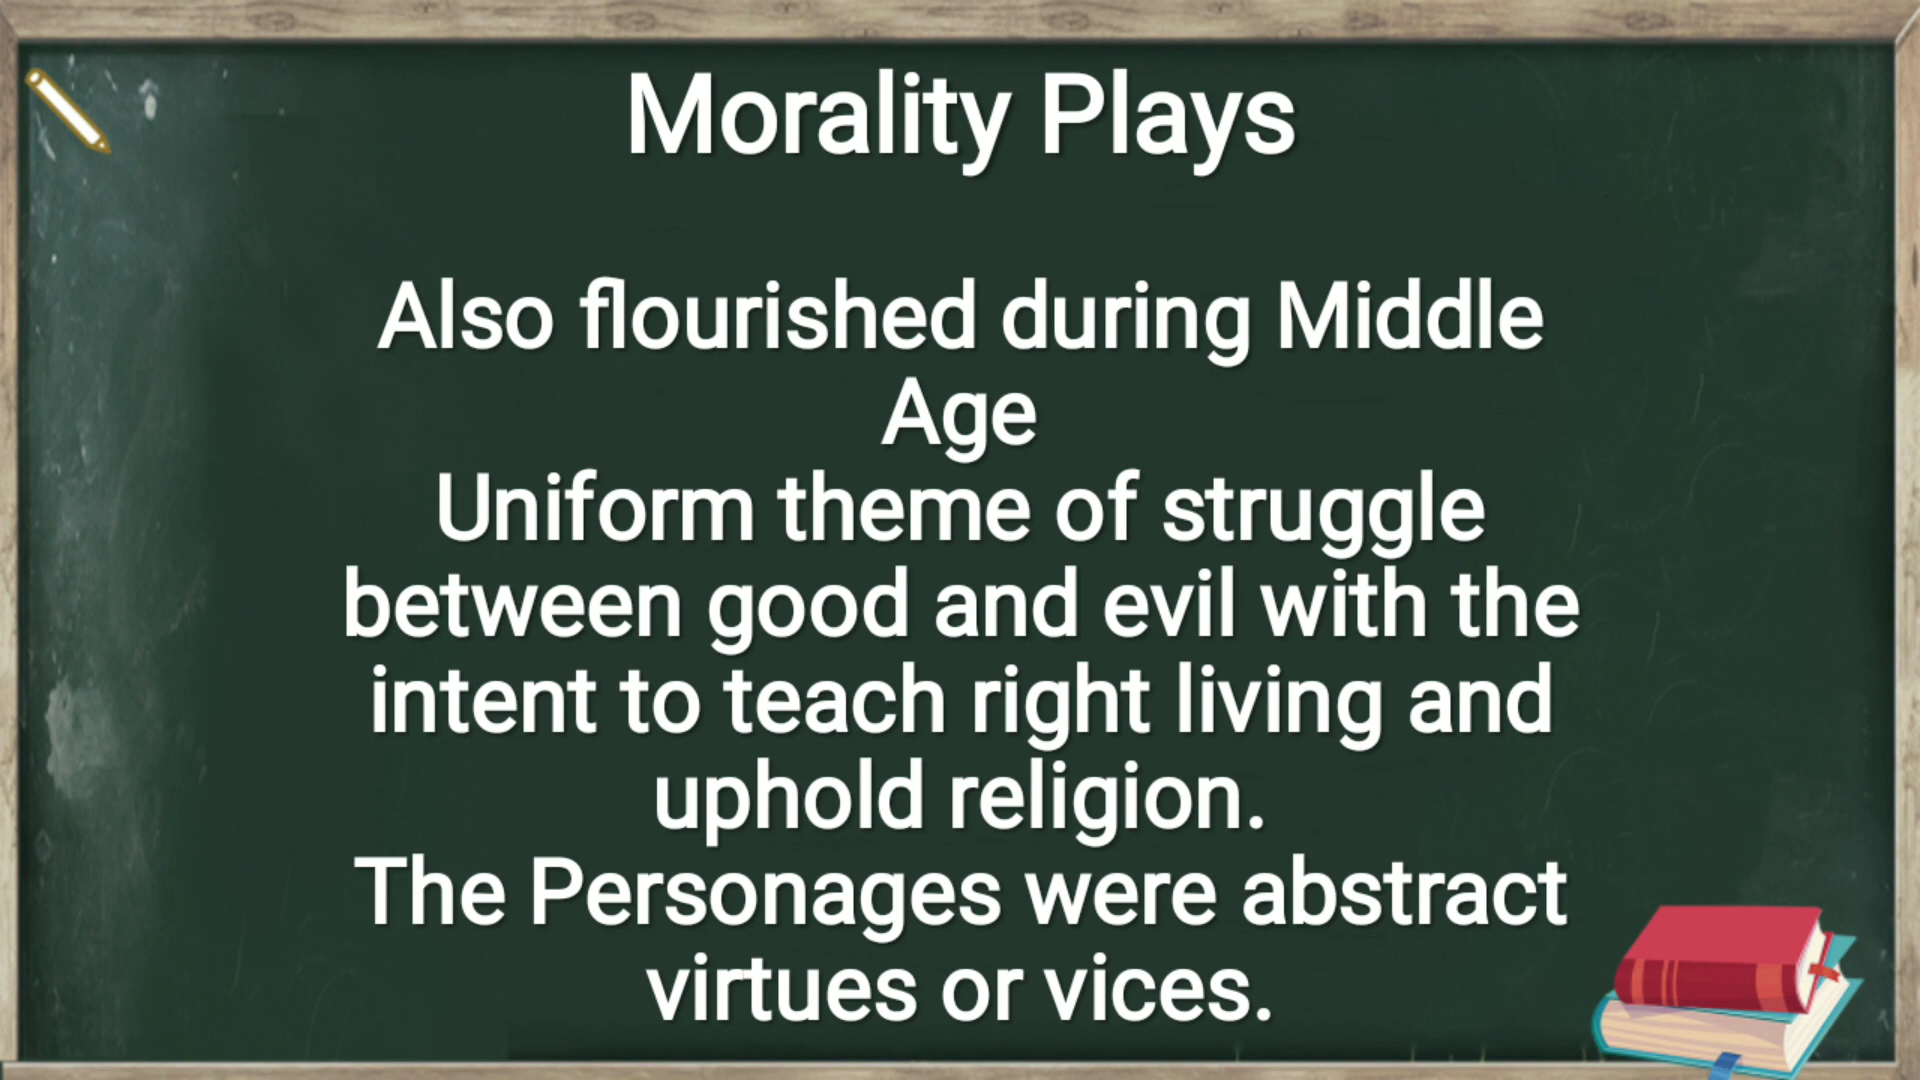 Morality Plays
Also flourished during Middle
Age
Uniform theme of struggle
between good and evil with the
intent to teach right living and
uphold religion.
The Personages were abstract
virtues or vices.